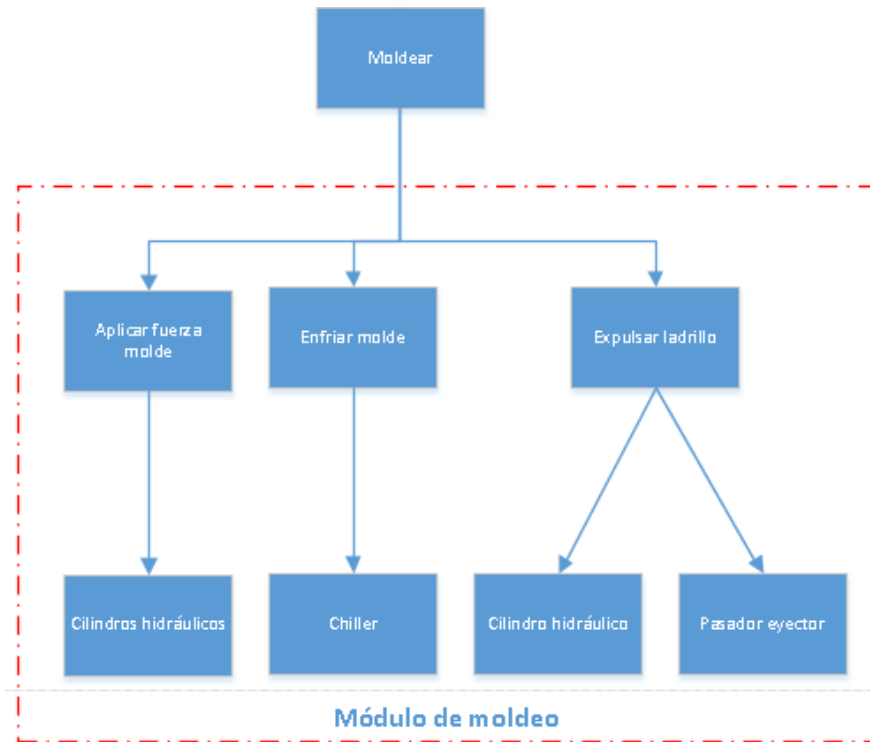 Moldear
Aplicar fuerza
molde
Enfriar molde
Expulsar ladrillo
Cilindros hidráulicos
Chiller
Cilindro hidráulico
Pasador eyector
Módulo de moldeo